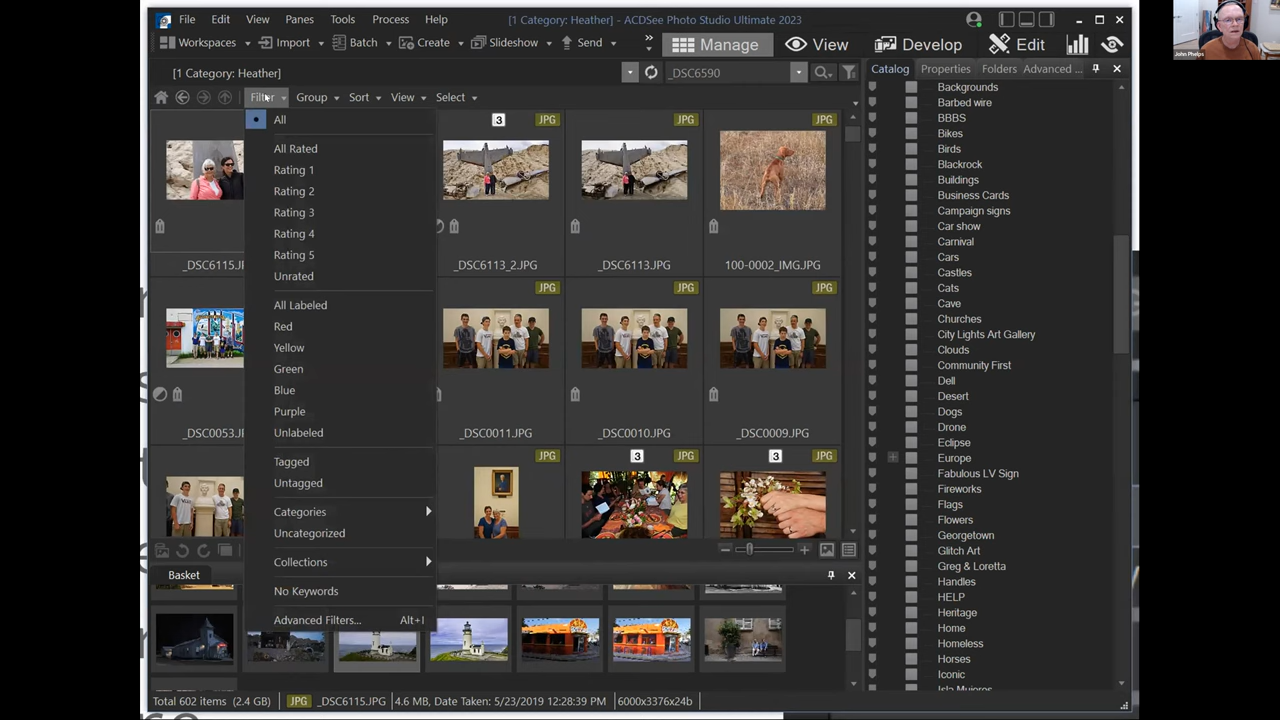 File Edit View Panes Tools Process Help [1 Category: Heather] - ACDSee Photo Studio Ultimate 2023
Workspaces Import Batch Create Slideshow Send Manage View Develop Edit
[1 Category: Heather] _DSC6590
Filter Group Sort View Select
All
All Rated
Rating 1
Rating 2
Rating 3
Rating 4
Rating 5
Unrated
All Labeled
Red
Yellow
Green
Blue
Purple
Unlabeled
Tagged
Untagged
Categories
Uncategorized
Collections
No Keywords
Advanced Filters... Alt+I
3 JPG JPG JPG
_DSC6115.J _DSC6113_2.JPG _DSC6113.JPG 100-0002_IMG.JPG
JPG JPG JPG
_DSC0053.J _DSC0011.JPG _DSC0010.JPG _DSC0009.JPG
JPG 3 JPG 3 JPG
Basket
Total 602 items (2.4 GB) JPG _DSC6115.JPG 4.6 MB, Date Taken: 5/23/2019 12:28:39 PM 6000x3376x24b
Catalog Properties Folders Advanced ...
Backgrounds
Barbed wire
BBBS
Bikes
Birds
Blackrock
Buildings
Business Cards
Campaign signs
Car show
Carnival
Cars
Castles
Cats
Cave
Churches
City Lights Art Gallery
Clouds
Community First
Dell
Desert
Dogs
Drone
Eclipse
Europe
Fabulous LV Sign
Fireworks
Flags
Flowers
Georgetown
Glitch Art
Greg & Loretta
Handles
HELP
Heritage
Home
Homeless
Horses
Iconic
Isla Mujeres
John Phelps